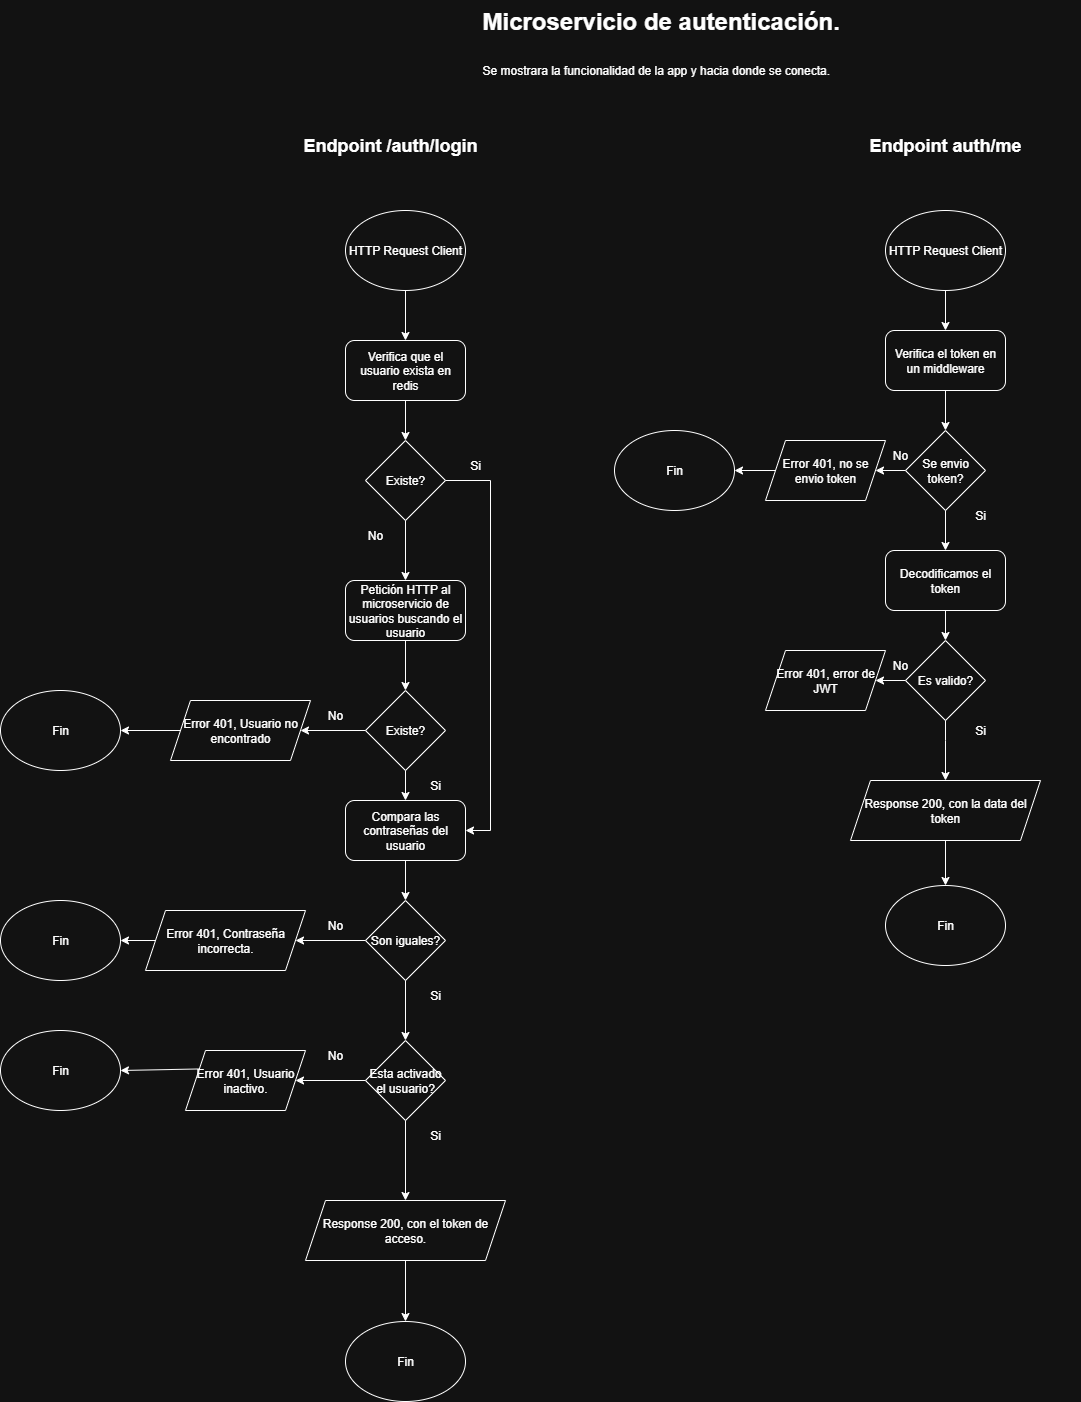 Microservicio de autenticación.
Se mostrara la funcionalidad de la app y hacia donde se conecta.
Endpoint /auth/login
HTTP Request Client
Verifica que el
usuario exista en
redis
Existe?
Si
No
Petición HTTP al
microservicio de
usuarios buscando el
usuario
Existe?
No
Error 401, Usuario no
encontrado
Fin
Si
Compara las
contraseñas del
usuario
Son iguales?
No
Error 401, Contraseña
incorrecta.
Fin
Si
Esta activado
el usuario?
No
Error 401, Usuario
inactivo.
Fin
Si
Response 200, con el token de
acceso.
Fin
Endpoint auth/me
HTTP Request Client
Verifica el token en
un middleware
Se envio
token?
No
Error 401, no se
envio token
Fin
Si
Decodificamos el
token
Es valido?
No
Error 401, error de
JWT
Si
Response 200, con la data del
token
Fin